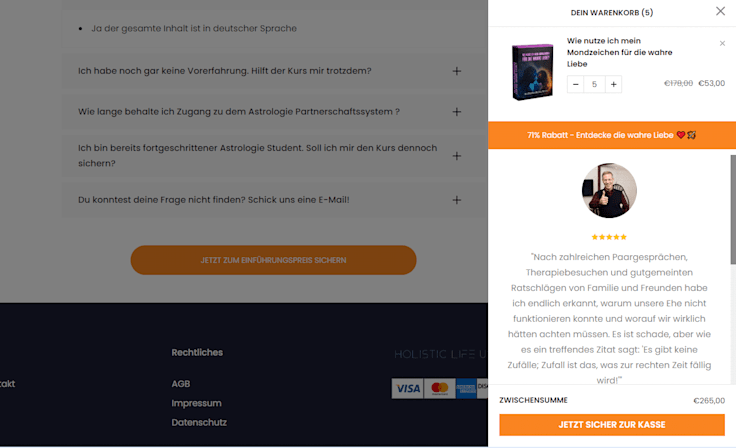 Ja der gesamte Inhalt ist in deutscher Sprache
Ich habe noch gar keine Vorerfahrung. Hilft der Kurs mir trotzdem?
Wie lange behalte ich Zugang zu dem Astrologie Partnerschaftssystem ?
Ich bin bereits fortgeschrittener Astrologie Student. Soll ich mir den Kurs dennoch
sichern?
Du konntest deine Frage nicht finden? Schick uns eine E-Mail!
JETZT ZUM EINFÜHRUNGSPREIS SICHERN
Rechtliches
HOLISTIC LIFE U
takt
AGB
VISA
Impressum
Datenschutz
DEIN WARENKORB (5)
Wie nutze ich mein
Mondzeichen für die wahre
Liebe
5
€178,00 €53,00
71% Rabatt - Entdecke die wahre Liebe
"Nach zahlreichen Paargesprächen,
Therapiebesuchen und gutgemeinten
Ratschlägen von Familie und Freunden habe
ich endlich erkannt, warum unsere Ehe nicht
funktionieren konnte und worauf wir wirklich
hätten achten müssen. Es ist schade, aber wie
es ein treffendes Zitat sagt: 'Es gibt keine
Zufälle; Zufall ist das, was zur rechten Zeit fällig
wird!'"
ZWISCHENSUMME €265,00
JETZT SICHER ZUR KASSE